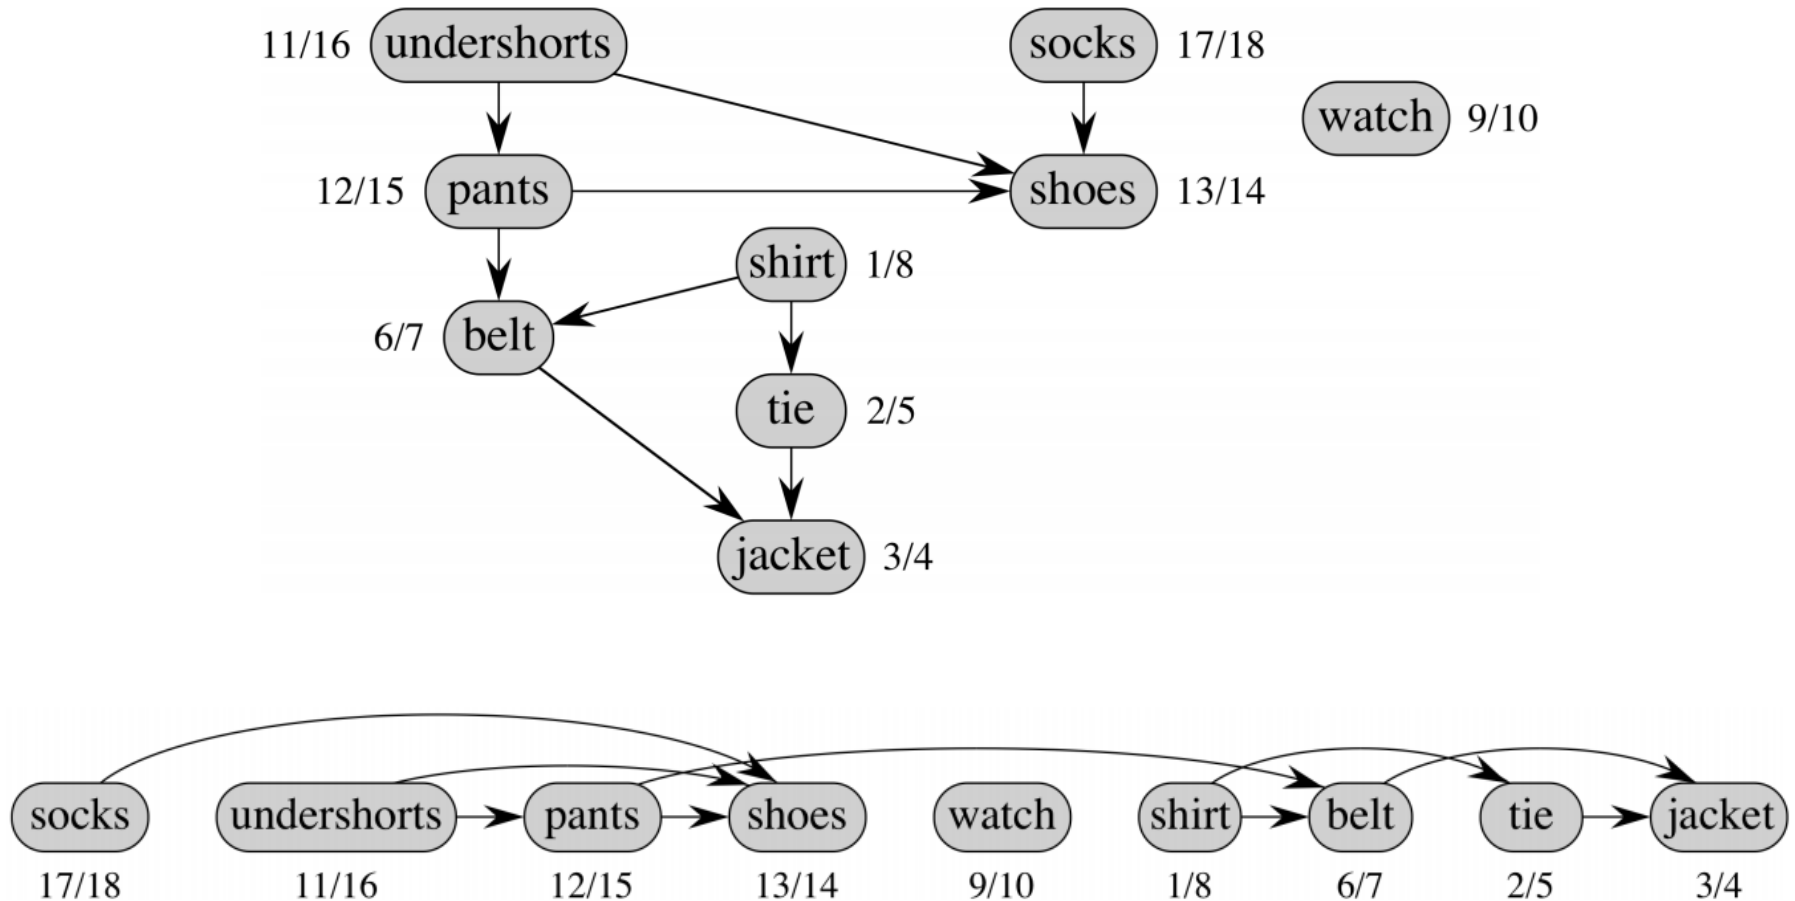 11/16 undershorts socks 17/18
watch 9/10
12/15 pants shoes 13/14
shirt 1/8
6/7 belt
tie 2/5
jacket 3/4
socks undershorts pants shoes watch shirt belt tie jacket
17/18 11/16 12/15 13/14 9/10 1/8 6/7 2/5 3/4